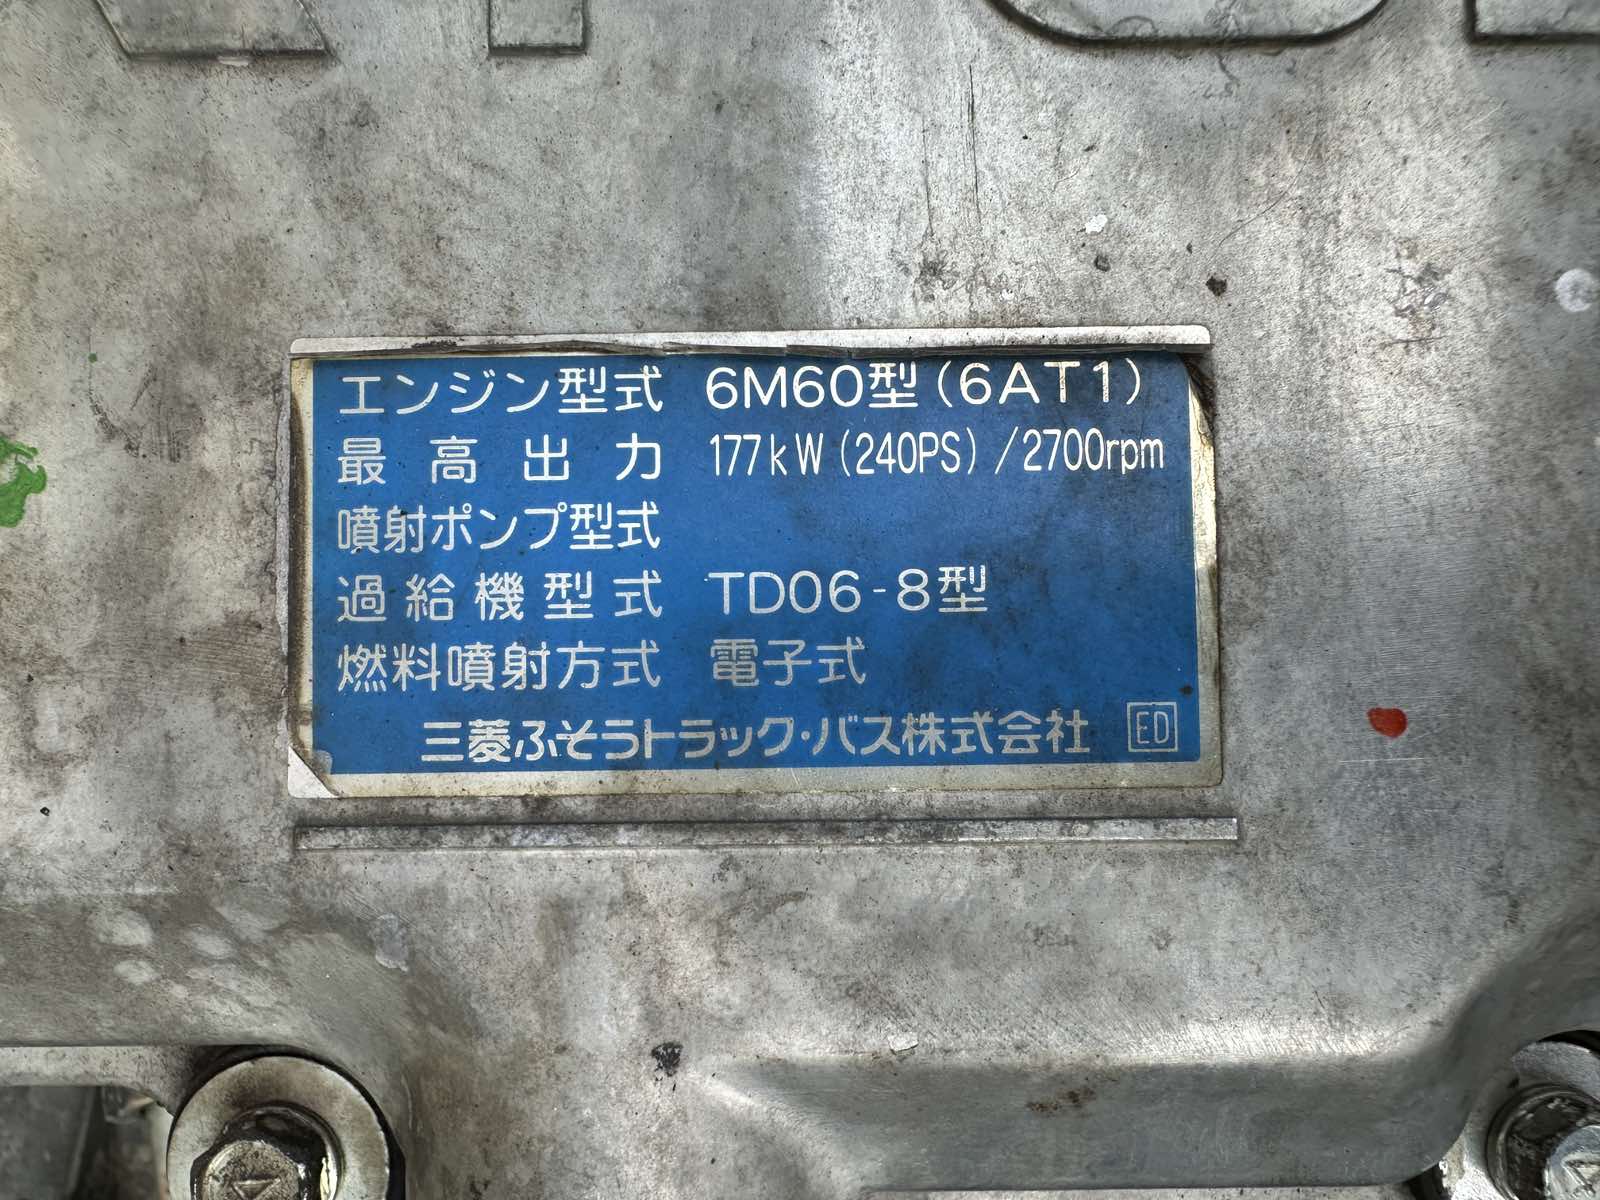 エンジン型式 6M60型(6AT1)
最高出力 177kW(240PS)/2700rpm
噴射ポンプ型式
過給機型式 TD06-8型
燃料噴射方式 電子式
三菱ふそうトラック・バス株式会社 ED